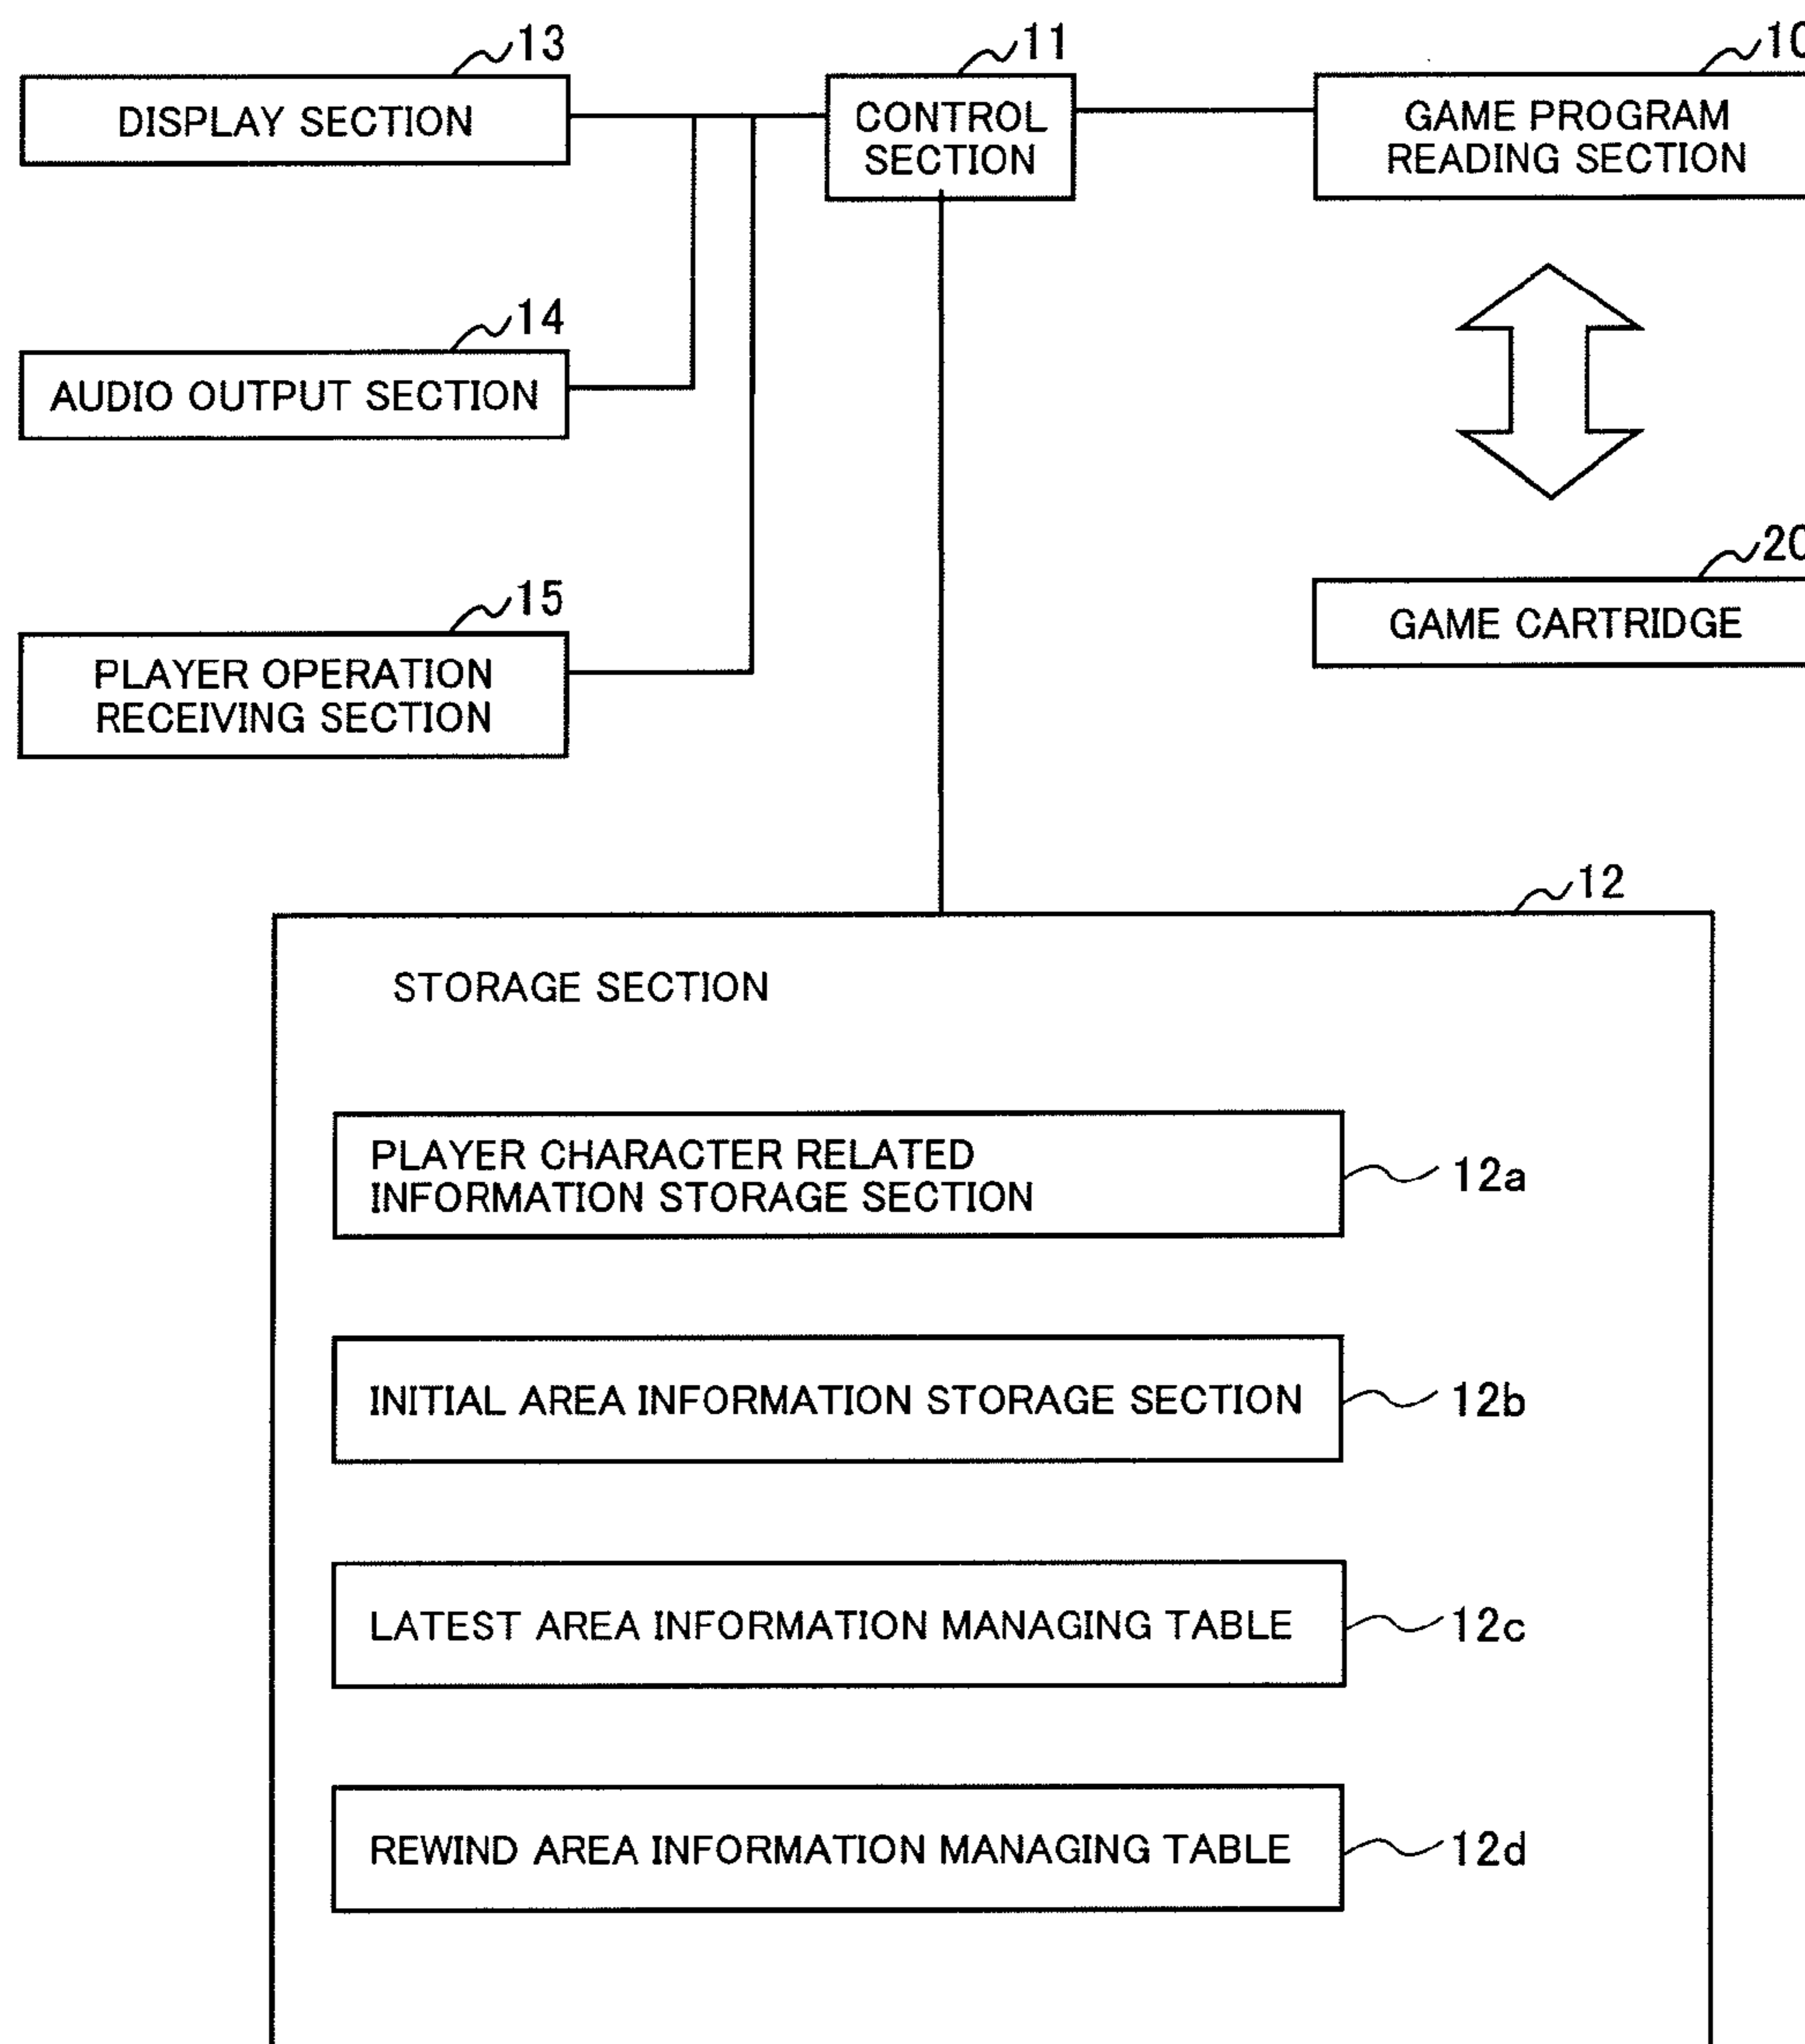 13
DISPLAY SECTION
11
CONTROL
SECTION
10
GAME PROGRAM
READING SECTION
14
AUDIO OUTPUT SECTION
20
GAME CARTRIDGE
15
PLAYER OPERATION
RECEIVING SECTION
12
STORAGE SECTION
PLAYER CHARACTER RELATED
INFORMATION STORAGE SECTION
12a
INITIAL AREA INFORMATION STORAGE SECTION
12b
LATEST AREA INFORMATION MANAGING TABLE
12c
REWIND AREA INFORMATION MANAGING TABLE
12d